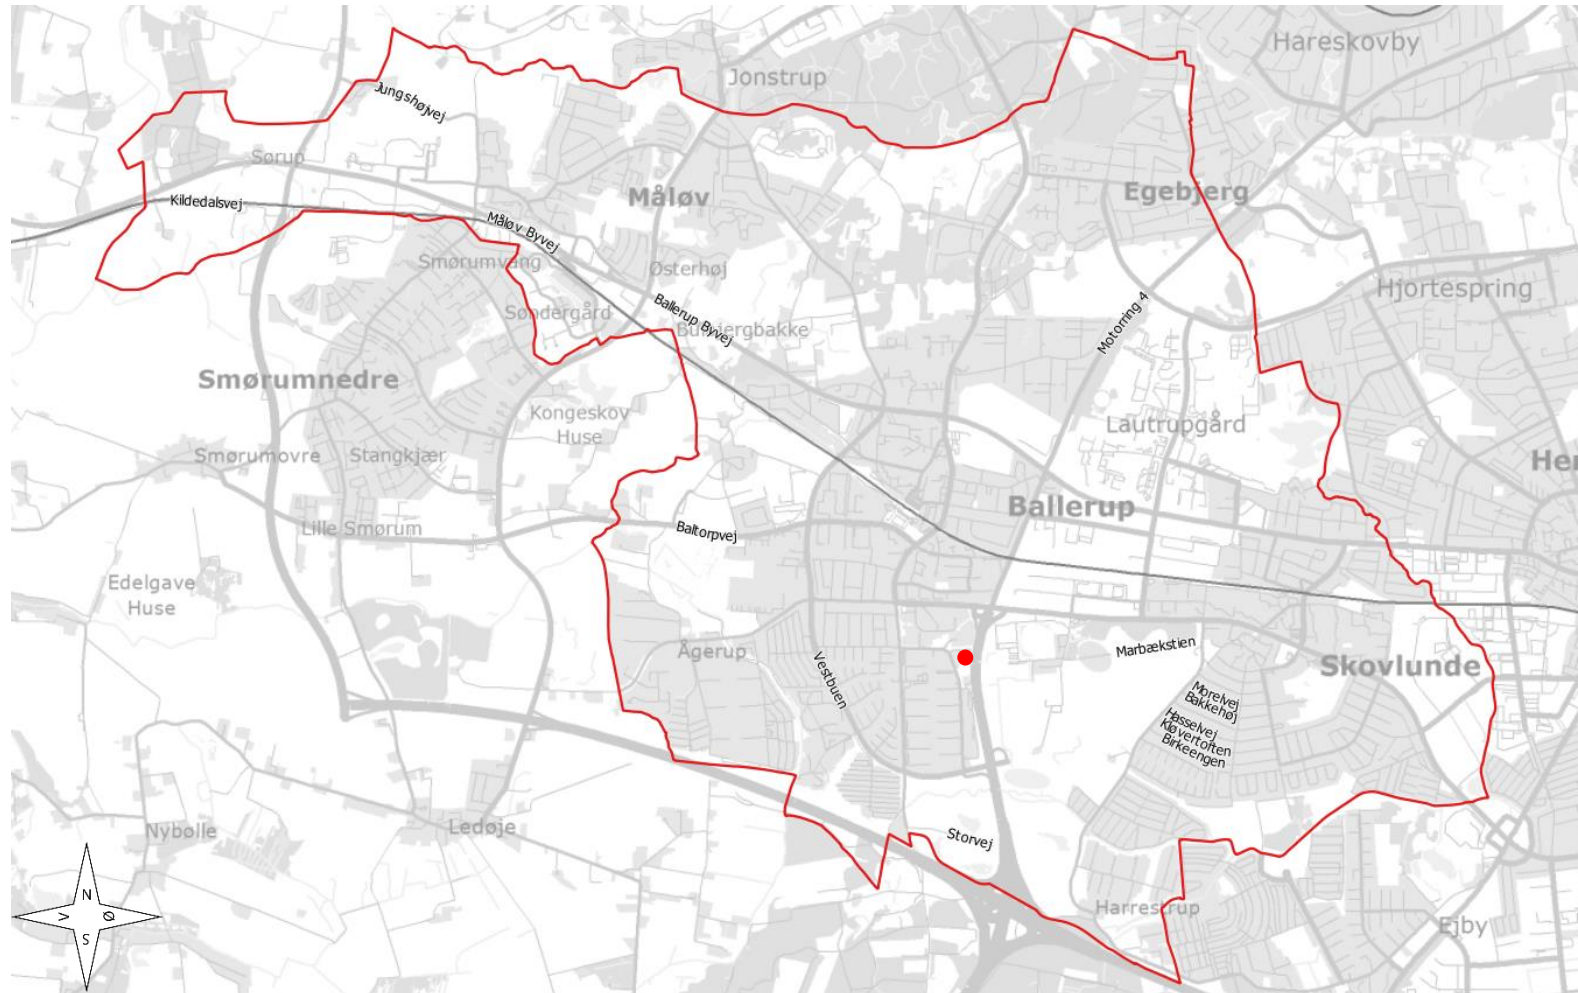 Hareskovby
Jonstrup
Jungshøjvej
Sørup
Måløv
Egebjerg
Kildedalsvej
Måløv Byvej
Smørumvang
Østerhøj
Hjortespring
Søndergård
Ballerup Byvej
Motorring 4
Smørumnedre
Kongeskov
Huse
Lautrupgård
Smørumovre
Stangkjær
Her
Ballerup
Lille Smørum
Baltorpvej
Edelgave
Huse
Ågerup
Marbækstien
Skovlunde
Vestbuen
Morelvej
Bakkehøj
Hasselvej
Kløvertoften
Birkeengen
Nybølle
Ledøje
Storvej
Harrestrup
Ejby
N
V
Ø
S